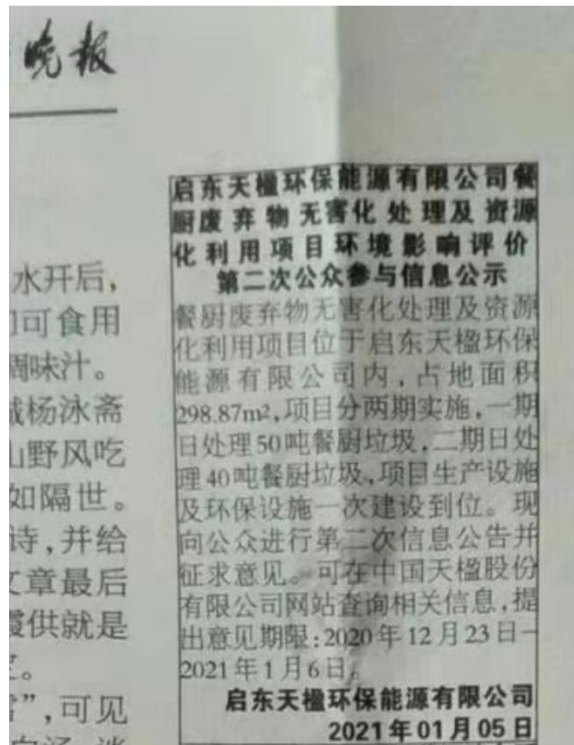 晚报
水开后,
可食用
调味汁。
杨泳斋
山野风吃
如隔世。
诗,并给
文章最后
霞供就是
。
”,可见
启东天楹环保能源有限公司餐
厨废弃物无害化处理及资源
化利用项目环境影响评价
第二次公众参与信息公示
餐厨废弃物无害化处理及资源
化利用项目位于启东天楹环保
能源有限公司内,占地面积
298.87m²,项目分两期实施,一期
日处理50吨餐厨垃圾,二期日处
理40吨餐厨垃圾、项目生产设施
及环保设施一次建设到位。现
向公众进行第二次信息公告并
征求意见。可在中国天楹股份
有限公司网站查询相关信息,提
出意见期限:2020年12月23日—
2021年1月6日。
启东天楹环保能源有限公司
2021年01月05日